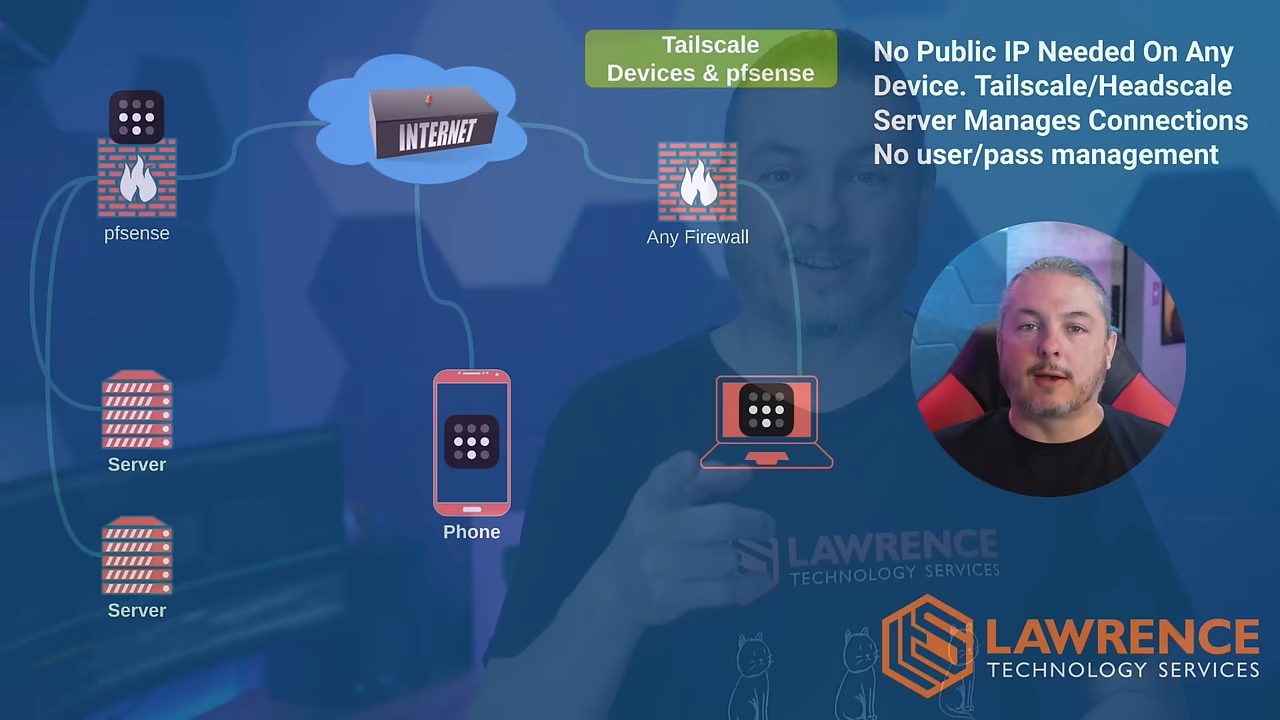 Tailscale
Devices & pfsense
No Public IP Needed On Any
Device. Tailscale/Headscale
Server Manages Connections
No user/pass management
INTERNET
pfsense
Any Firewall
Server
Phone
Server
LAWRENCE
TECHNOLOGY SERVICES
LAWRENCE
TECHNOLOGY SERVICES